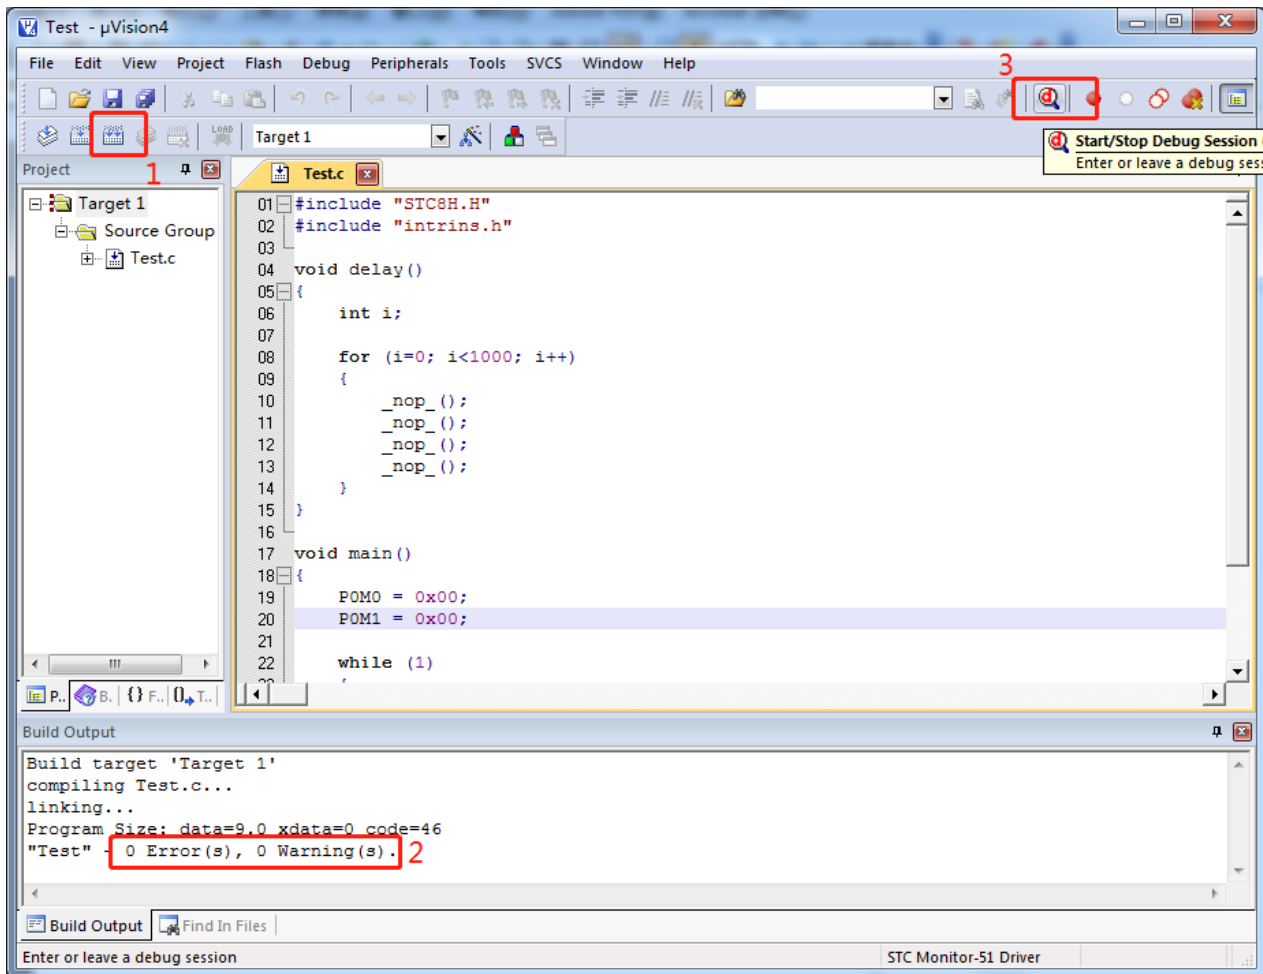 Test - µVision4
File Edit View Project Flash Debug Peripherals Tools SVCS Window Help
3
LOAD
Target 1
Start/Stop Debug Session
Enter or leave a debug ses
1
Project
Test.c
Target 1
Source Group
Test.c
01 #include "STC8H.H"
02 #include "intrins.h"
03
04 void delay()
05 {
06 int i;
07
08 for (i=0; i<1000; i++)
09 {
10 _nop_();
11 _nop_();
12 _nop_();
13 _nop_();
14 }
15 }
16
17 void main()
18 {
19 P0M0 = 0x00;
20 P0M1 = 0x00;
21
22 while (1)
23 {
P.. B. {} F.. 0 T..
Build Output
Build target 'Target 1'
compiling Test.c...
linking...
Program Size: data=9.0 xdata=0 code=46
"Test" - 0 Error(s), 0 Warning(s). 2
Build Output Find In Files
Enter or leave a debug session STC Monitor-51 Driver